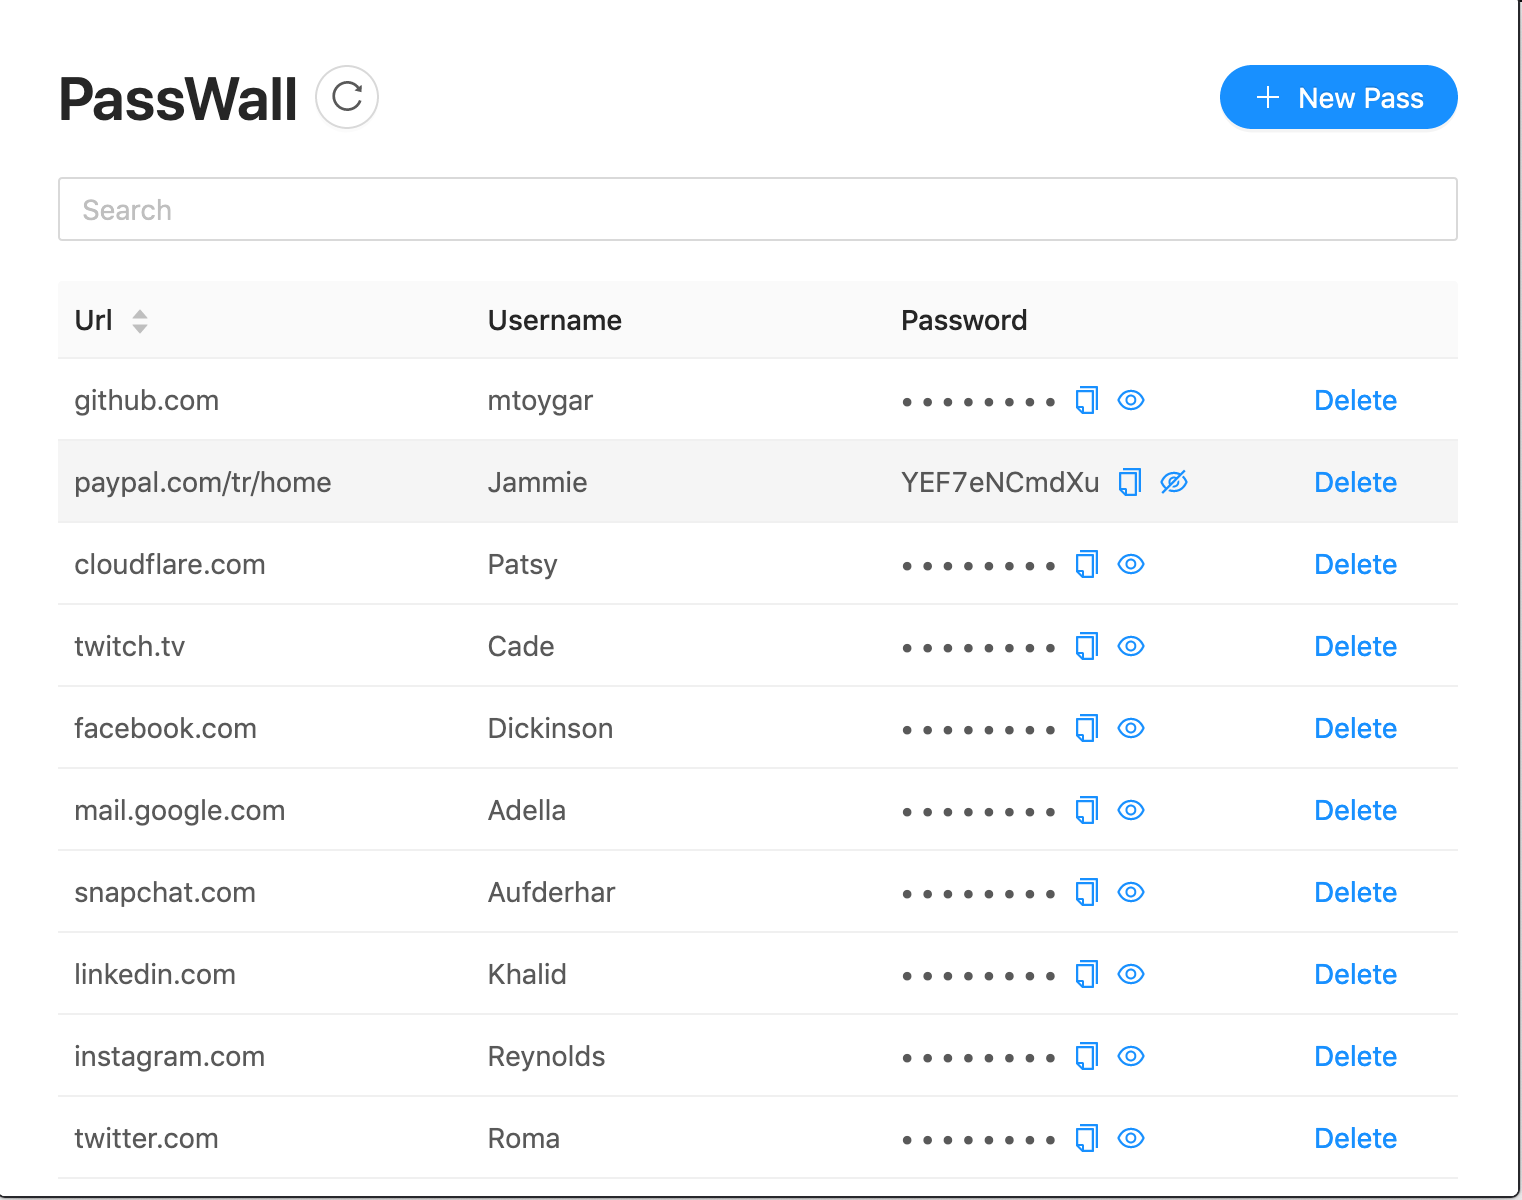 PassWall
+ New Pass
Search
Url Username Password
github.com mtoygar •••••••• Delete
paypal.com/tr/home Jammie YEF7eNCmdXu Delete
cloudflare.com Patsy •••••••• Delete
twitch.tv Cade •••••••• Delete
facebook.com Dickinson •••••••• Delete
mail.google.com Adella •••••••• Delete
snapchat.com Aufderhar •••••••• Delete
linkedin.com Khalid •••••••• Delete
instagram.com Reynolds •••••••• Delete
twitter.com Roma •••••••• Delete